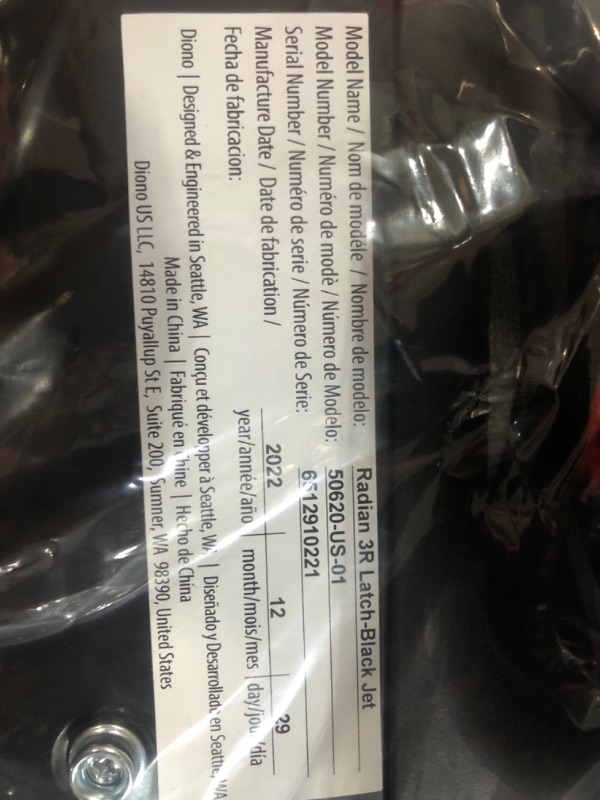 Model Name / Nom de modéle / Nombre de modelo: Radian 3R Latch-Black Jet
Model Number / Numéro de modè / Número de Modelo: 50620-US-01
Serial Number / Numéro de serie / Número de Serie: 6612910221
Manufacture Date / Date de fabrication / 2022 12 29
Fecha de fabricacion: year/année/año | month/mois/mes | day/jour/día
Diono | Designed & Engineered in Seattle, WA | Conçu et développer à Seattle, WA | Diseñado y Desarrollado en Seattle, WA
Made in China | Fabriqué en Chine | Hecho de China
Diono US LLC, 14810 Puyallup St E, Suite 200, Sumner, WA 98390, United States